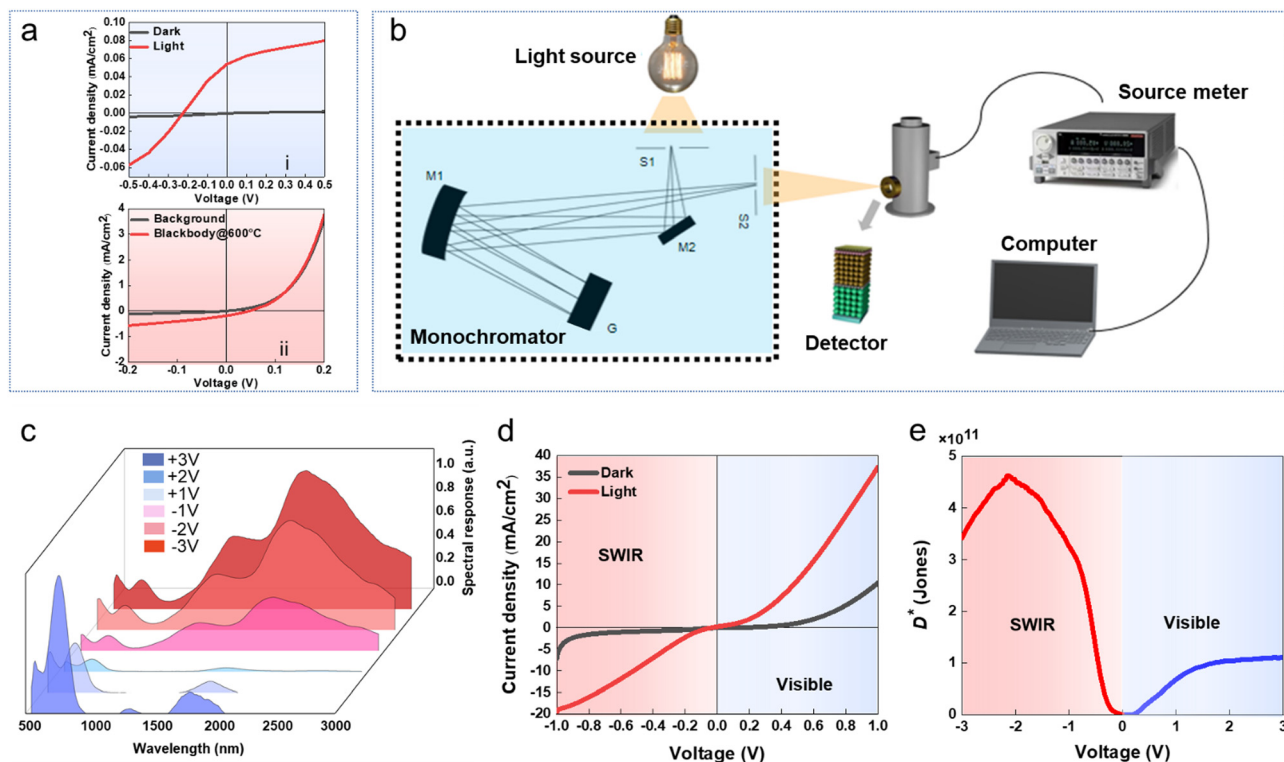 a
0.10
0.08
0.06
0.04
0.02
0.00
-0.02
-0.04
-0.06
Current density (mA/cm²)
Dark
Light
i
-0.5 -0.4 -0.3 -0.2 -0.1 0.0 0.1 0.2 0.3 0.4 0.5
Voltage (V)
4
3
2
1
0
-1
-2
Current density (mA/cm²)
Background
Blackbody@600°C
ii
-0.2 -0.1 0.0 0.1 0.2
Voltage (V)
b
Light source
Source meter
S1
M1
S2
M2
G
Monochromator
Detector
Computer
c
+3V
+2V
+1V
-1V
-2V
-3V
1.0
0.8
0.6
0.4
0.2
0.0
Spectral response (a.u.)
500 1000 1500 2000 2500 3000
Wavelength (nm)
d
40
35
30
25
20
15
10
5
0
-5
-10
-15
-20
Current density (mA/cm²)
Dark
Light
SWIR
Visible
-1.0 -0.8 -0.6 -0.4 -0.2 0.0 0.2 0.4 0.6 0.8 1.0
Voltage (V)
e
×10¹¹
5
4
3
2
1
0
D* (Jones)
SWIR
Visible
-3 -2 -1 0 1 2 3
Voltage (V)